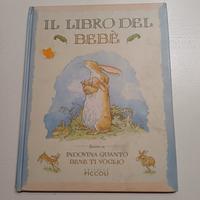 IL LIBRO DEL
BEBÈ
INDOVINA QUANTO
BENE TI VOGLIO
PICCOLI